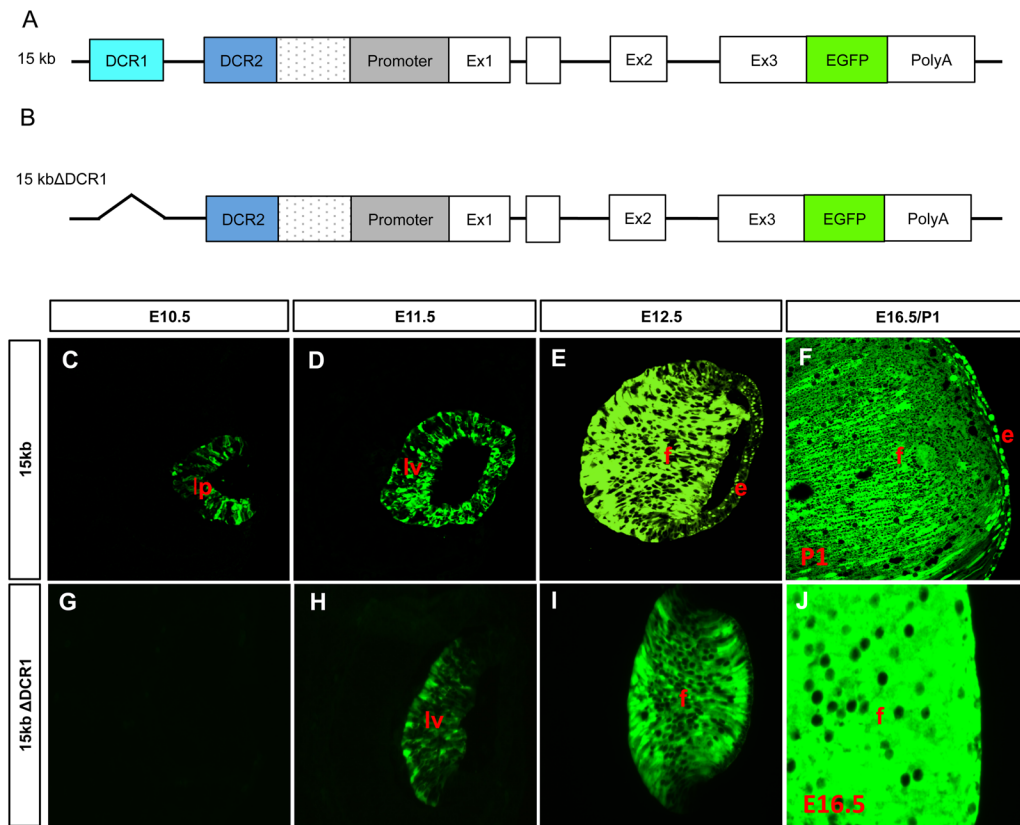 A
15 kb
DCR1
DCR2
Promoter
Ex1
Ex2
Ex3
EGFP
PolyA
B
15 kbΔDCR1
DCR2
Promoter
Ex1
Ex2
Ex3
EGFP
PolyA
E10.5
E11.5
E12.5
E16.5/P1
15kb
C
lp
D
lv
E
f
e
F
f
e
P1
15kb ΔDCR1
G
H
lv
I
f
J
f
E16.5